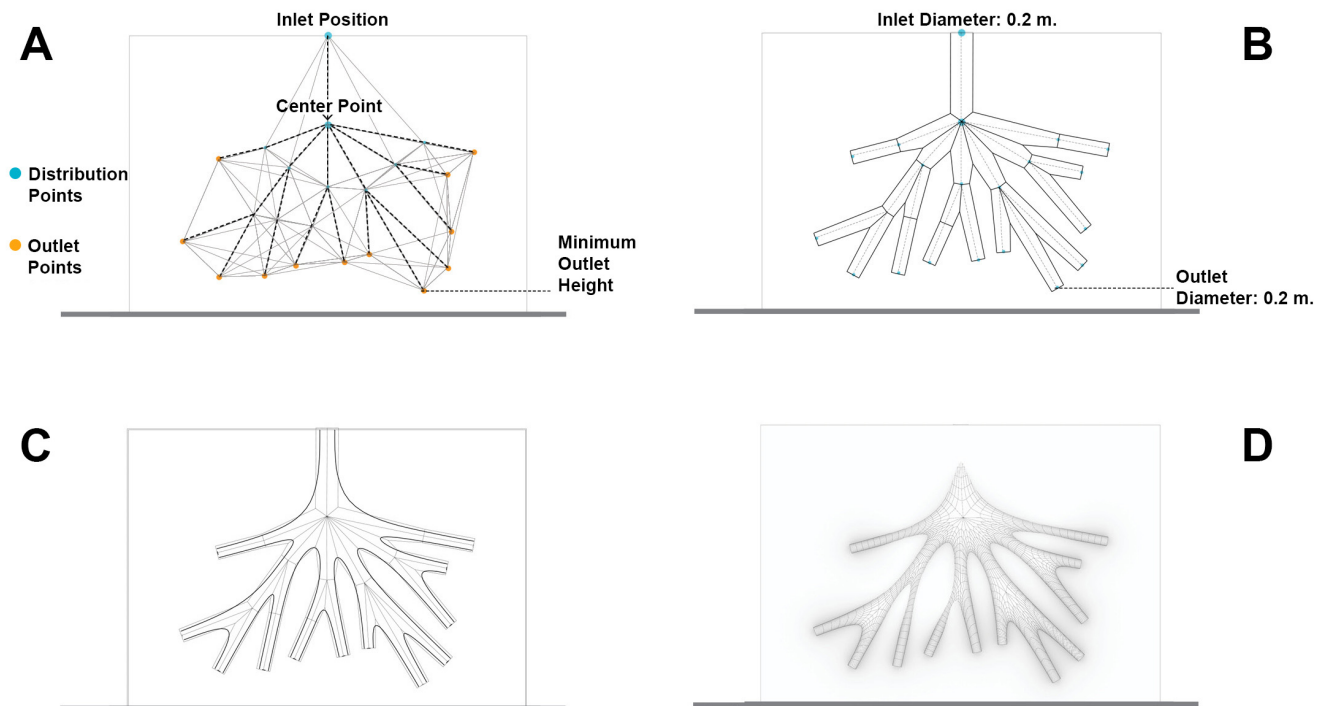 A
Inlet Position
Center Point
Distribution
Points
Outlet
Points
Minimum
Outlet
Height
B
Inlet Diameter: 0.2 m.
Outlet
Diameter: 0.2 m.
C
D